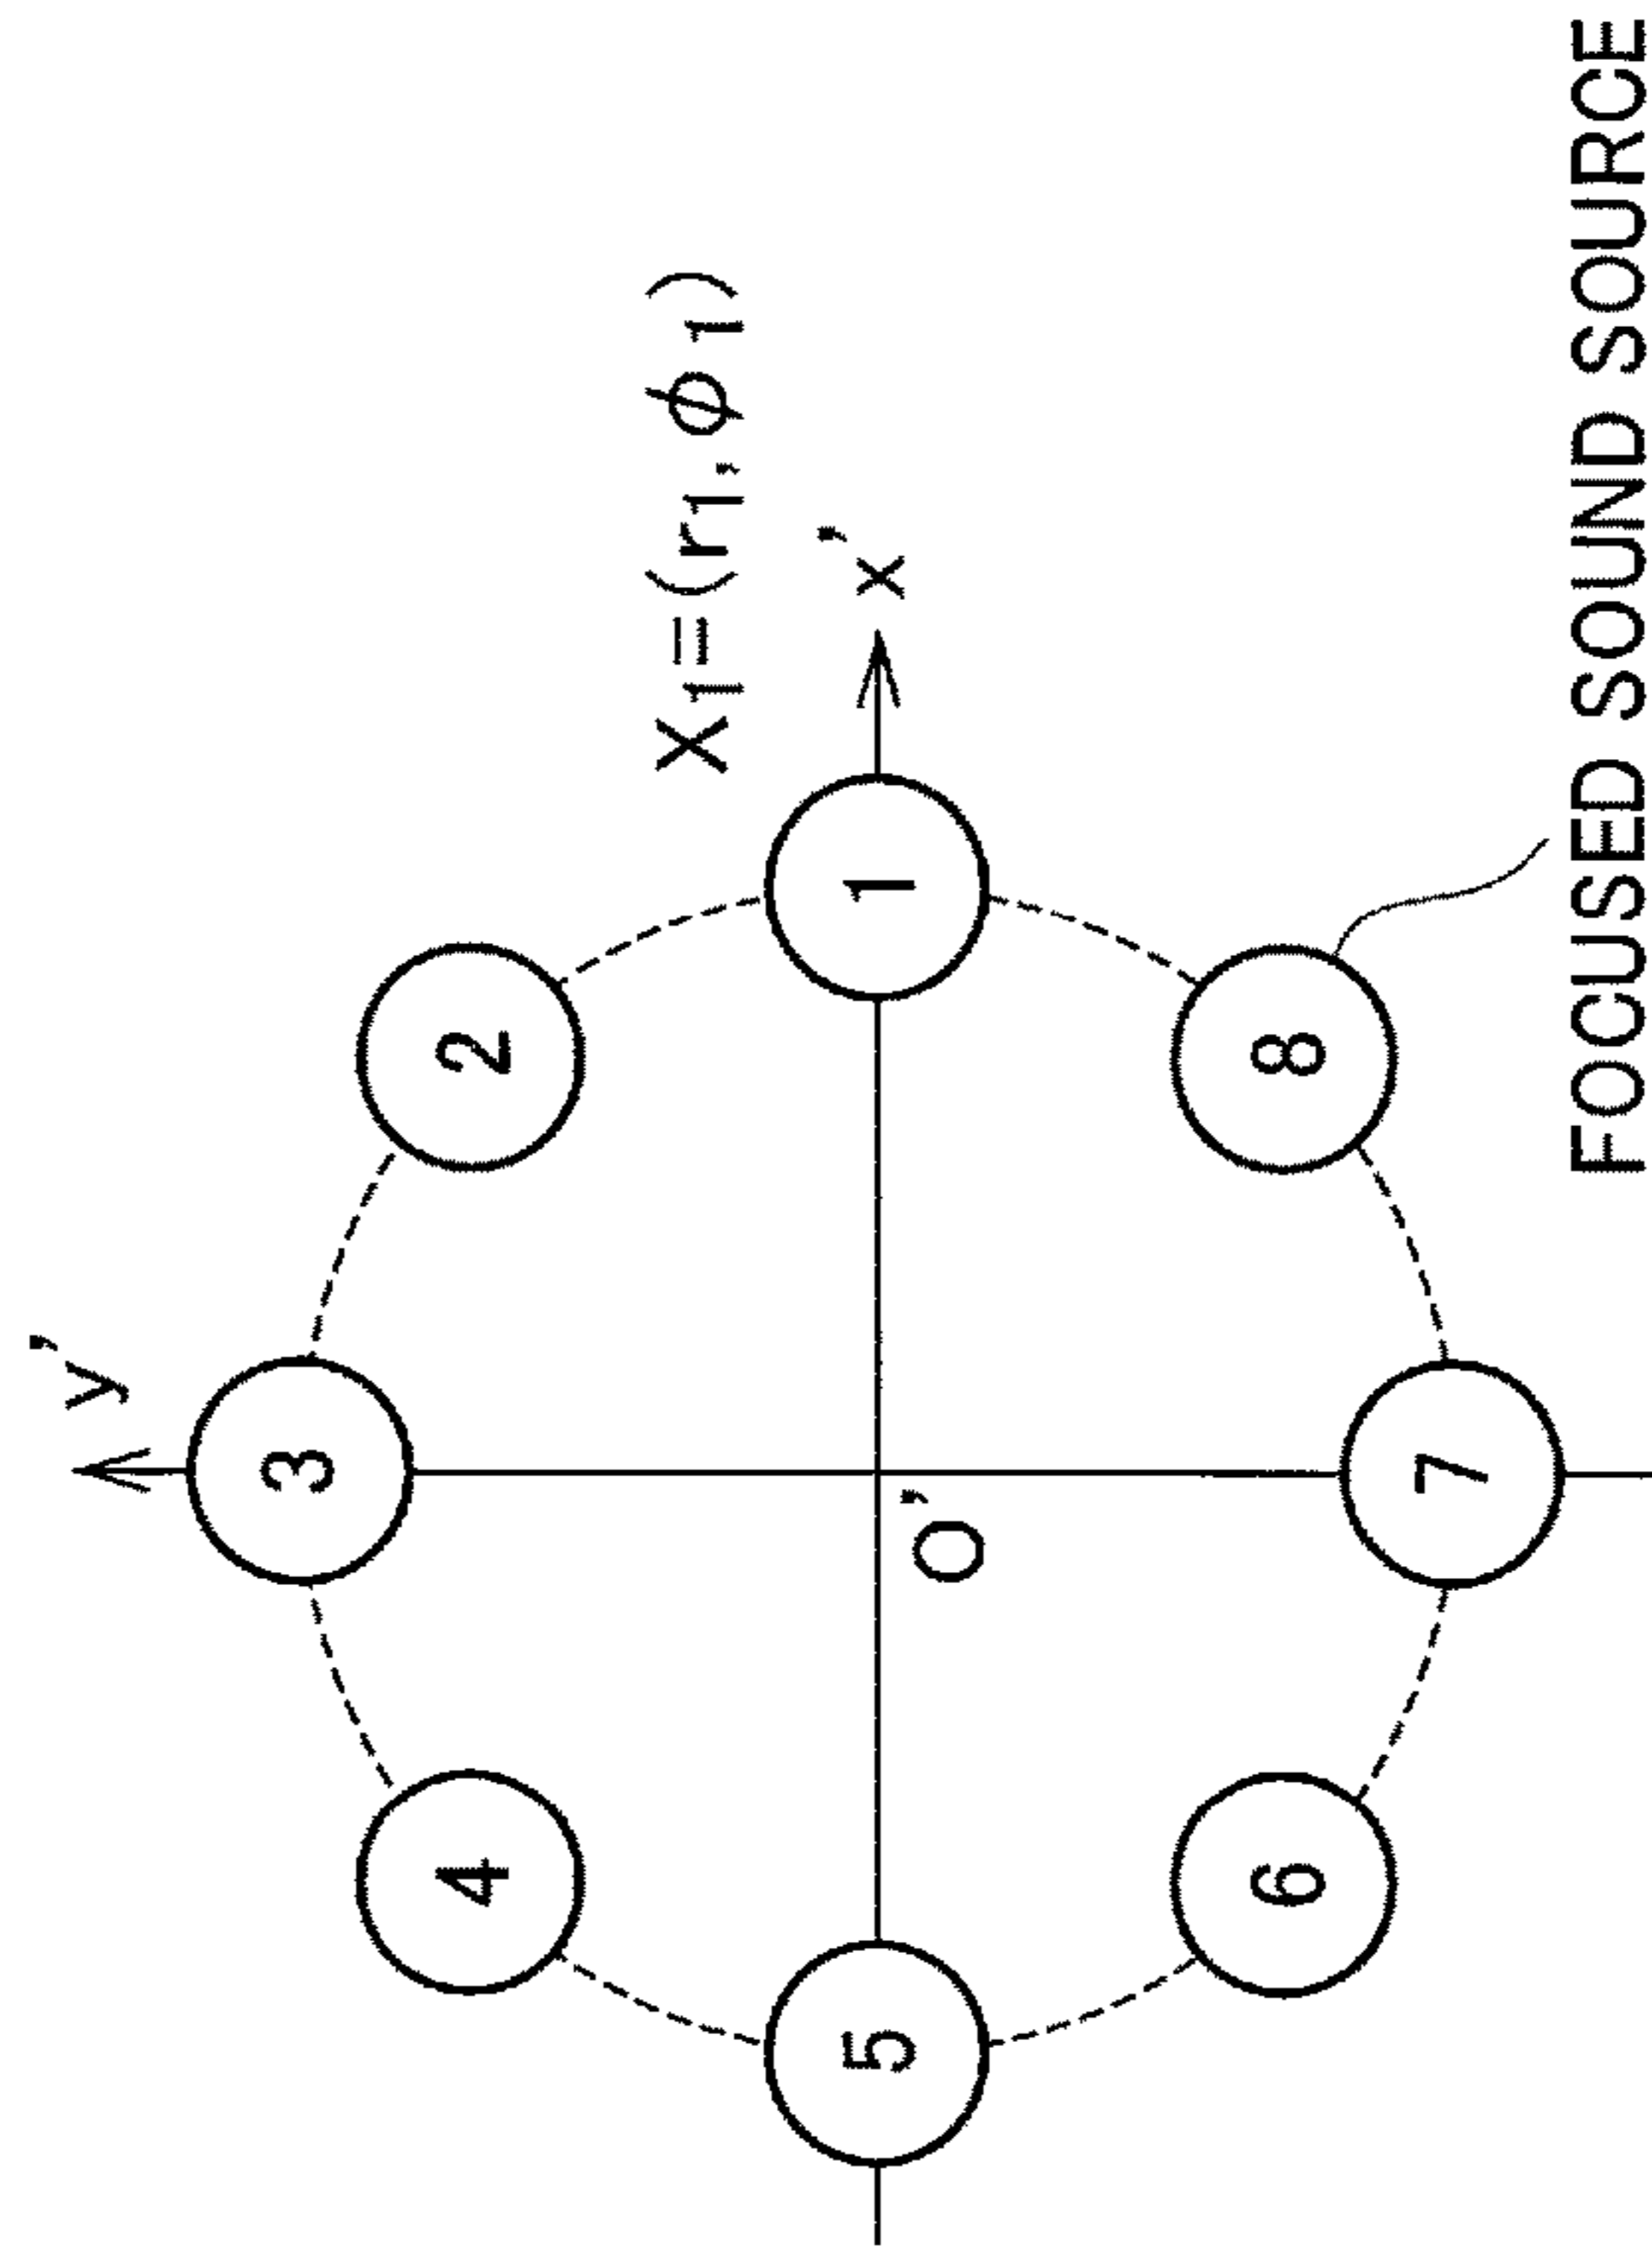 y'
3
4
2
X1=(r1,φ1)
5
O'
1
x'
6
8
7
FOCUSED SOUND SOURCE